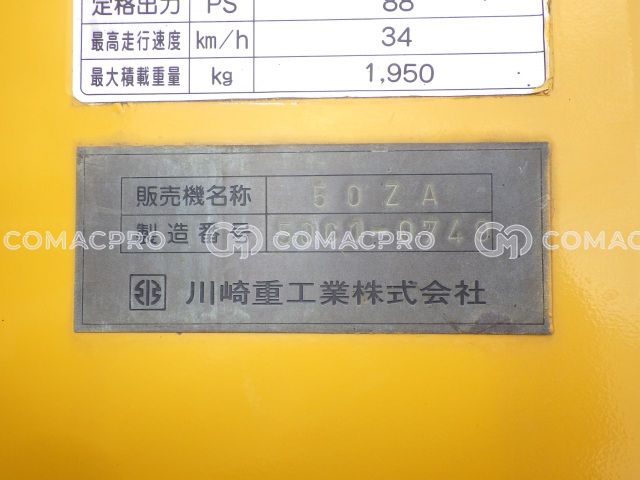 定格出力 PS 88
最高走行速度 km/h 34
最大積載重量 kg 1,950
販売機名称 50ZA
製造番号
COMACPRO COMACPRO COMACPRO
川崎重工業株式会社